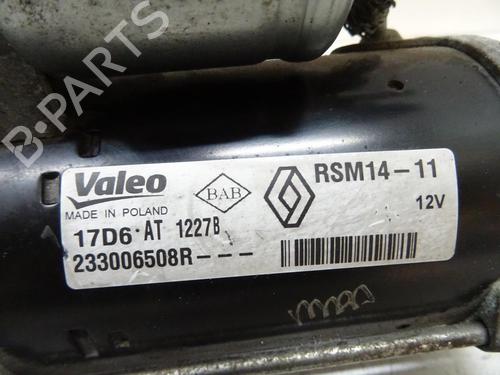 B-PARTS
Valeo
MADE IN POLAND
BAB
RSM14-11
12V
17D6·AT 1227B
233006508R---